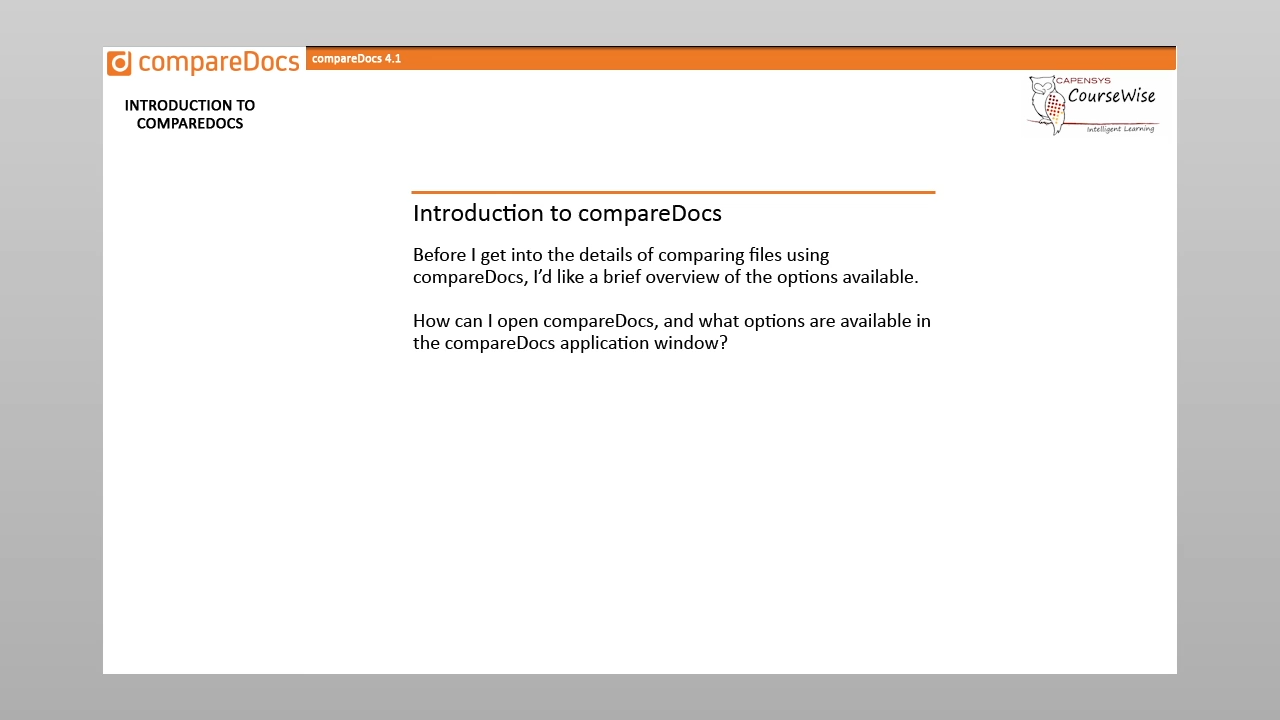 compareDocs
compareDocs 4.1
INTRODUCTION TO
COMPAREDOCS
CAPENSYS
CourseWise
Intelligent Learning
Introduction to compareDocs
Before I get into the details of comparing files using
compareDocs, I’d like a brief overview of the options available.
How can I open compareDocs, and what options are available in
the compareDocs application window?